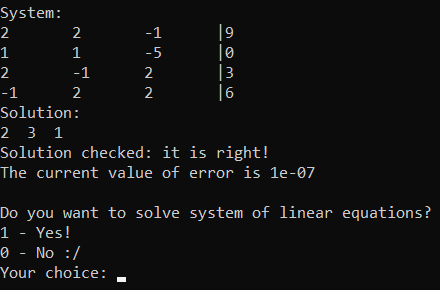 System:
2 2 -1 |9
1 1 -5 |0
2 -1 2 |3
-1 2 2 |6
Solution:
2 3 1
Solution checked: it is right!
The current value of error is 1e-07
Do you want to solve system of linear equations?
1 - Yes!
0 - No :/
Your choice: